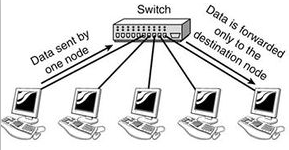 Switch
Data sent by
one node
Data is forwarded
only to the
destination node